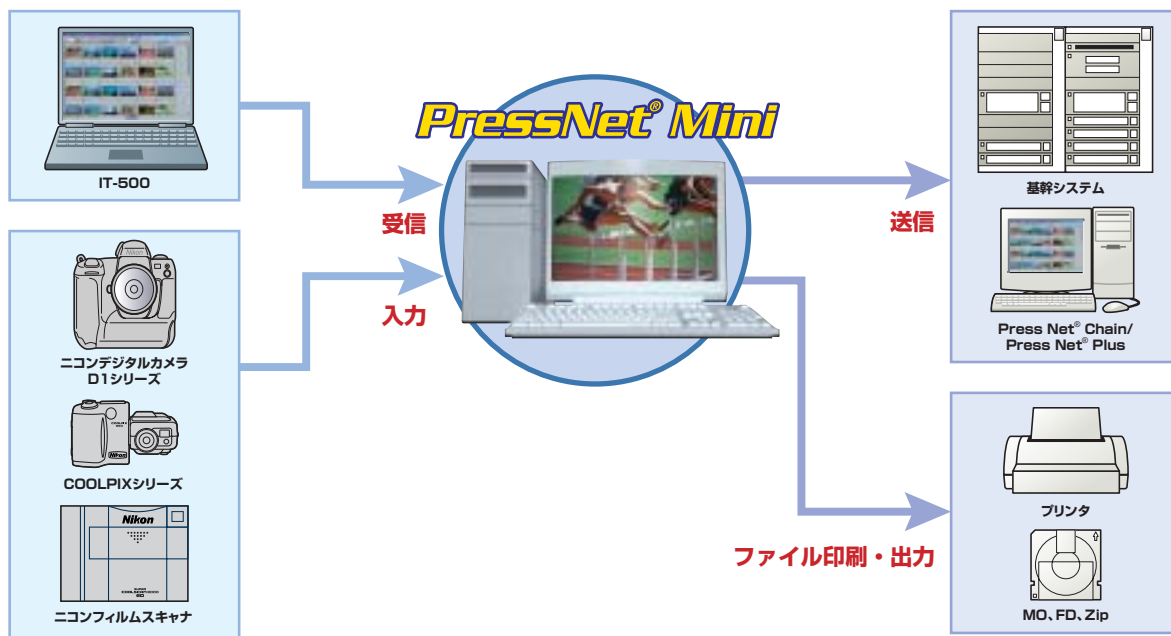 IT-500
ニコンデジタルカメラ
D1シリーズ
COOLPIXシリーズ
Nikon
ニコンフィルムスキャナ
PressNet® Mini
受信
入力
送信
ファイル印刷・出力
基幹システム
Press Net® Chain/
Press Net® Plus
プリンタ
MO、FD、Zip